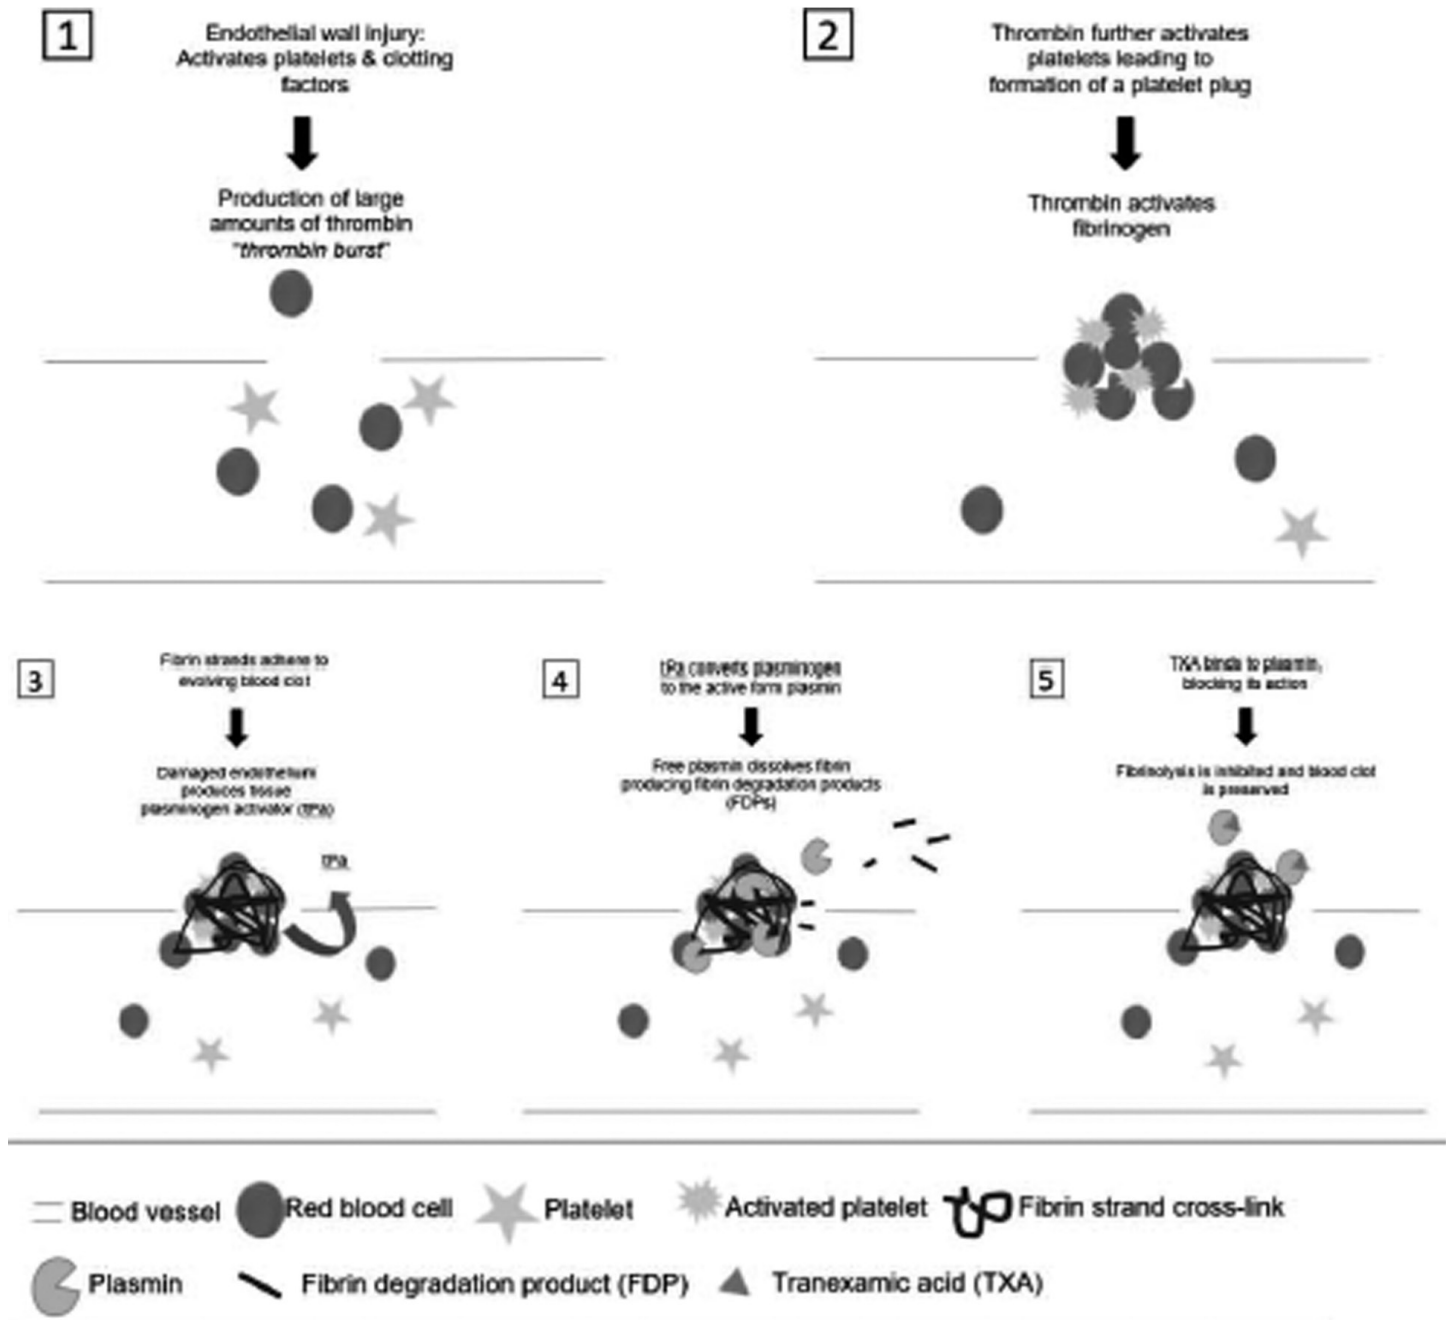 1
Endothelial wall injury:
Activates platelets & clotting
factors
Production of large
amounts of thrombin
"thrombin burst"
2
Thrombin further activates
platelets leading to
formation of a platelet plug
Thrombin activates
fibrinogen
3
Fibrin strands adhere to
evolving blood clot
Damaged endothelium
produces tissue
plasminogen activator (tPa)
tPa
4
tPa converts plasminogen
to the active form plasmin
Free plasmin dissolves fibrin
producing fibrin degradation products
(FDPs)
5
TXA binds to plasmin,
blocking its action
Fibrinolysis is inhibited and blood clot
is preserved
Blood vessel
Red blood cell
Platelet
Activated platelet
Fibrin strand cross-link
Plasmin
Fibrin degradation product (FDP)
Tranexamic acid (TXA)